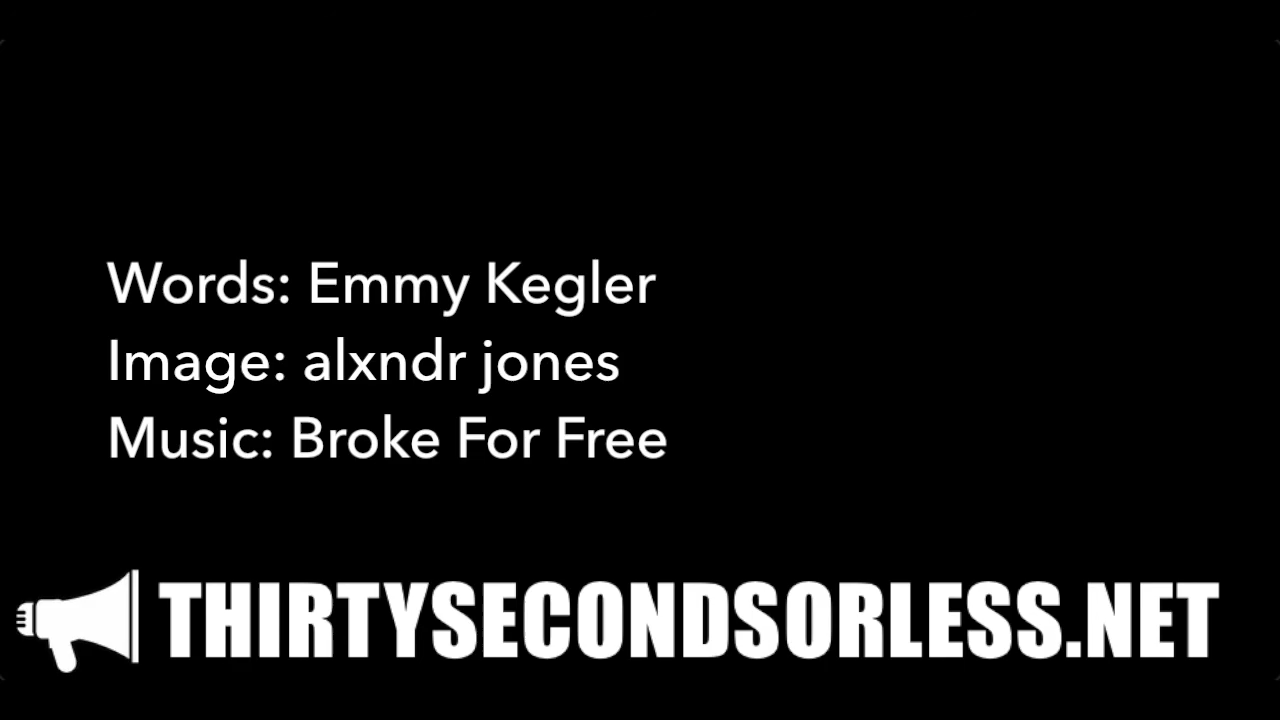 Words: Emmy Kegler
Image: alxndr jones
Music: Broke For Free
THIRTYSECONDSORLESS.NET